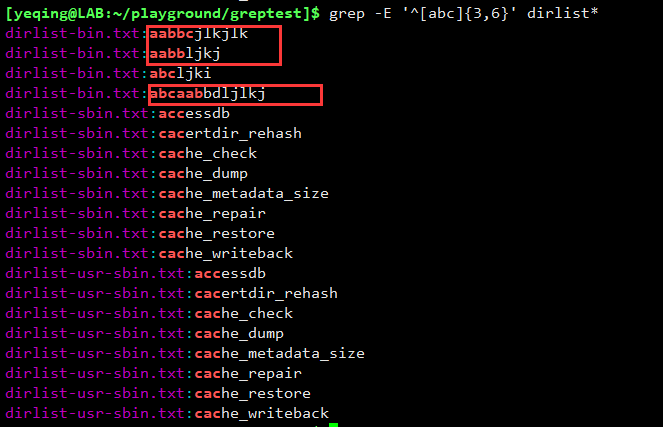 [yeqing@LAB:~/playground/greptest]$ grep -E '^[abc]{3,6}' dirlist*
dirlist-bin.txt:aabbcjlkjlk
dirlist-bin.txt:aabbljkj
dirlist-bin.txt:abcljki
dirlist-bin.txt:abcaabbdljlkj
dirlist-sbin.txt:accessdb
dirlist-sbin.txt:cacertdir_rehash
dirlist-sbin.txt:cache_check
dirlist-sbin.txt:cache_dump
dirlist-sbin.txt:cache_metadata_size
dirlist-sbin.txt:cache_repair
dirlist-sbin.txt:cache_restore
dirlist-sbin.txt:cache_writeback
dirlist-usr-sbin.txt:accessdb
dirlist-usr-sbin.txt:cacertdir_rehash
dirlist-usr-sbin.txt:cache_check
dirlist-usr-sbin.txt:cache_dump
dirlist-usr-sbin.txt:cache_metadata_size
dirlist-usr-sbin.txt:cache_repair
dirlist-usr-sbin.txt:cache_restore
dirlist-usr-sbin.txt:cache_writeback